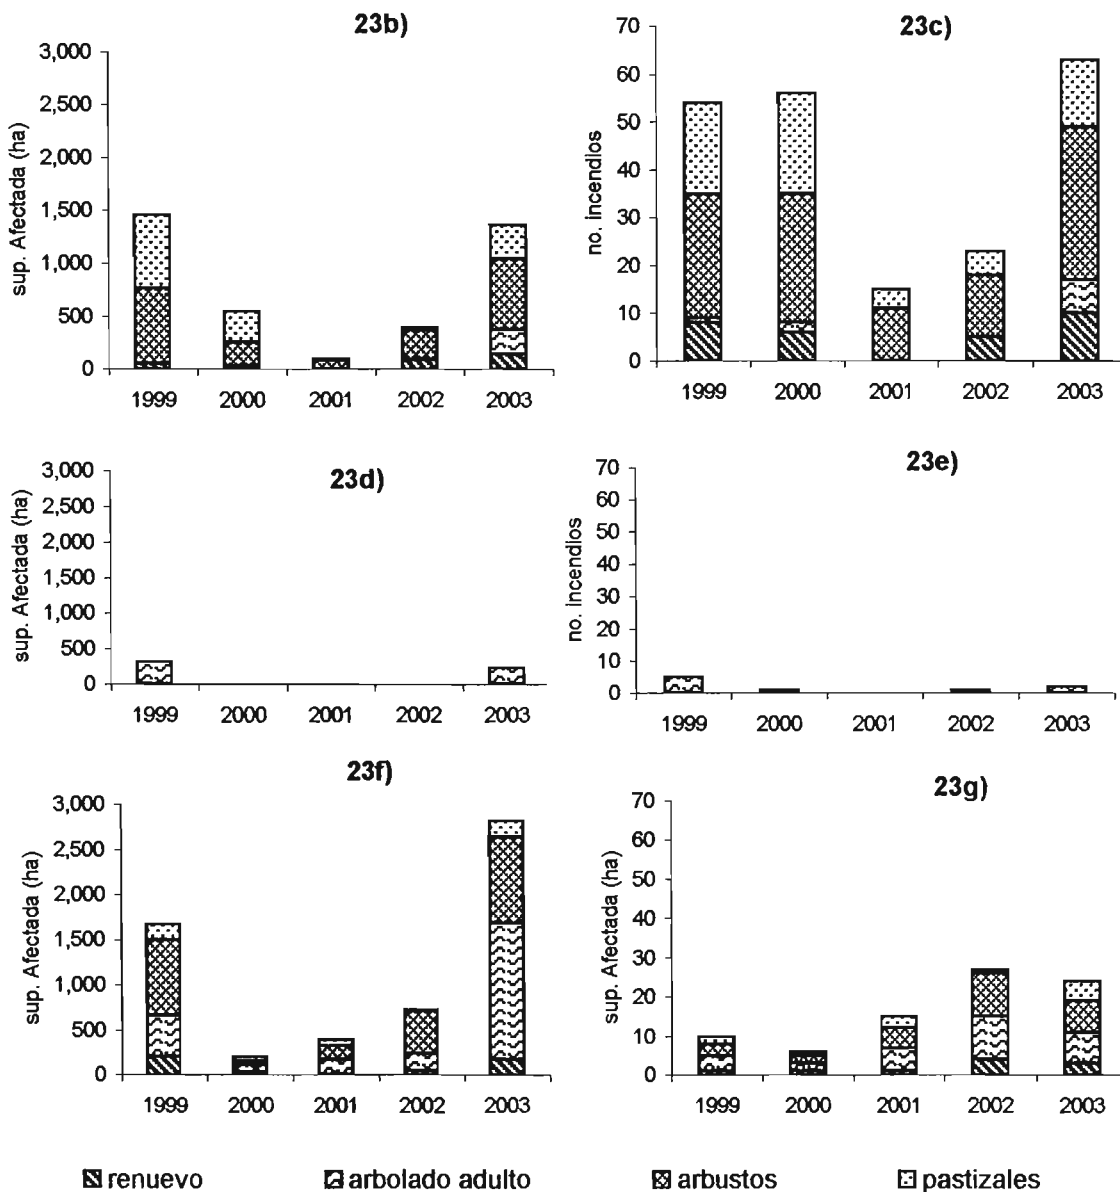 23b)
sup. Afectada (ha)
3,000
2,500
2,000
1,500
1,000
500
0
1999 2000 2001 2002 2003
23c)
no. incendios
70
60
50
40
30
20
10
0
1999 2000 2001 2002 2003
23d)
sup. Afectada (ha)
3,000
2,500
2,000
1,500
1,000
500
0
1999 2000 2001 2002 2003
23e)
no. incendios
70
60
50
40
30
20
10
0
1999 2000 2001 2002 2003
23f)
sup. Afectada (ha)
3,000
2,500
2,000
1,500
1,000
500
0
1999 2000 2001 2002 2003
23g)
sup. Afectada (ha)
70
60
50
40
30
20
10
0
1999 2000 2001 2002 2003
renuevo arbolado adulto arbustos pastizales